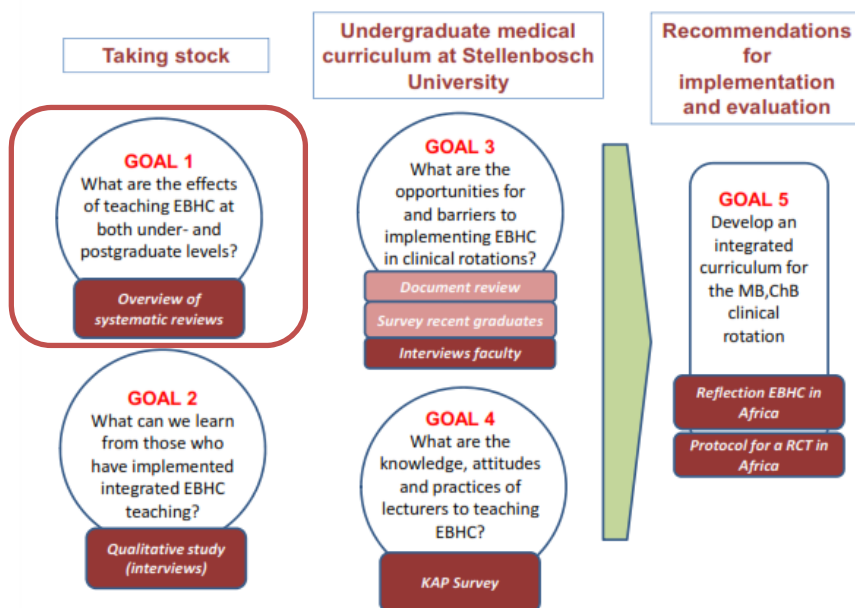 Taking stock
GOAL 1
What are the effects
of teaching EBHC at
both under- and
postgraduate levels?
Overview of
systematic reviews
GOAL 2
What can we learn
from those who
have implemented
integrated EBHC
teaching?
Qualitative study
(interviews)
Undergraduate medical
curriculum at Stellenbosch
University
GOAL 3
What are the
opportunities for
and barriers to
implementing EBHC
in clinical rotations?
Document review
Survey recent graduates
Interviews faculty
GOAL 4
What are the
knowledge, attitudes
and practices of
lecturers to teaching
EBHC?
KAP Survey
Recommendations
for
implementation
and evaluation
GOAL 5
Develop an
integrated
curriculum for
the MB,ChB
clinical
rotation
Reflection EBHC in
Africa
Protocol for a RCT in
Africa